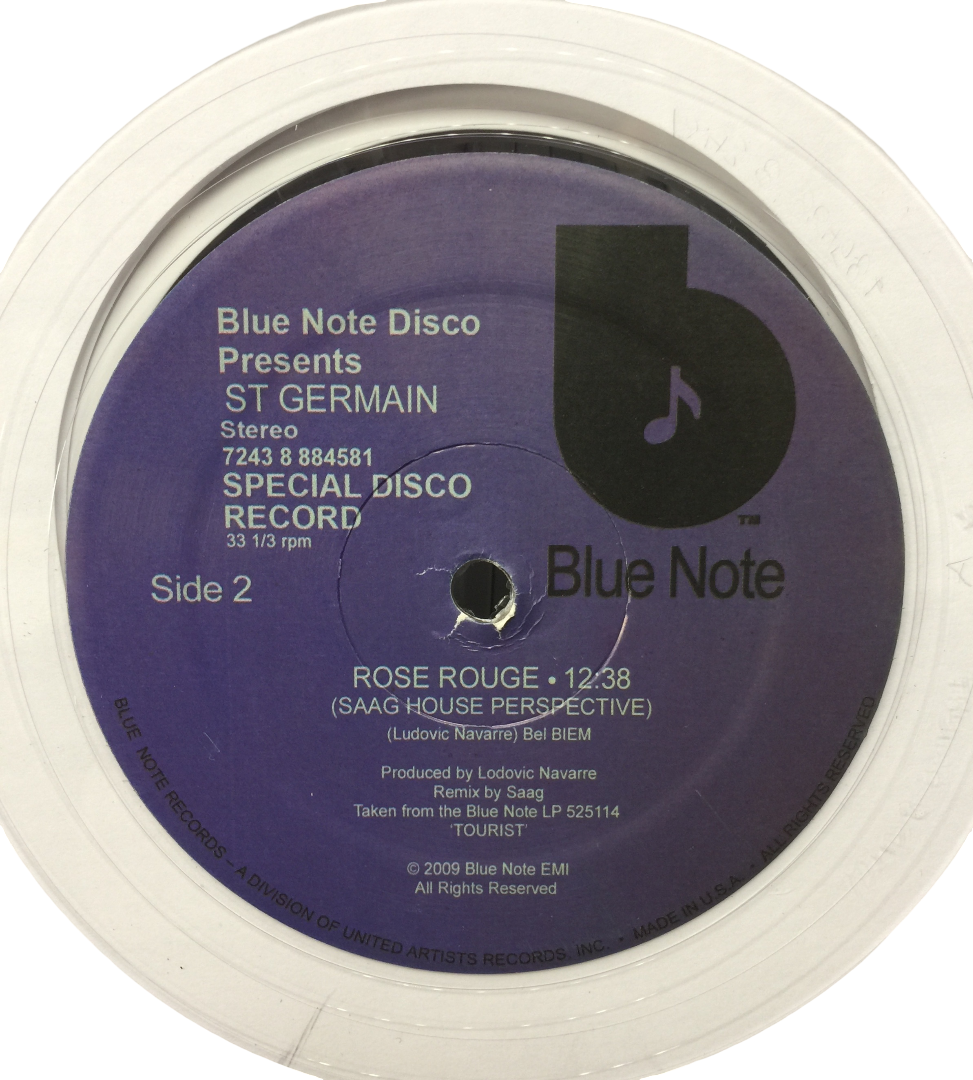 Blue Note Disco
Presents
ST GERMAIN
Stereo
7243 8 884581
SPECIAL DISCO
RECORD
33 1/3 rpm
Side 2
TM
Blue Note
ROSE ROUGE • 12:38
(SAAG HOUSE PERSPECTIVE)
(Ludovic Navarre) Bel BIEM
Produced by Lodovic Navarre
Remix by Saag
Taken from the Blue Note LP 525114
'TOURIST'
© 2009 Blue Note EMI
All Rights Reserved
BLUE NOTE RECORDS – A DIVISION OF UNITED ARTISTS RECORDS, INC. • MADE IN U.S.A. • ALL RIGHTS RESERVED